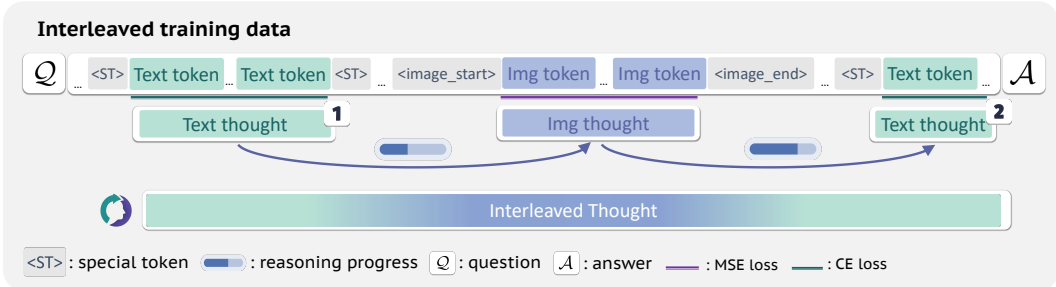 Interleaved training data
Q ... <ST> Text token ... Text token <ST> ... <image_start> Img token ... Img token <image_end> ... <ST> Text token ... A
Text thought 1 Img thought Text thought 2
Interleaved Thought
<ST> : special token : reasoning progress Q : question A : answer : MSE loss : CE loss